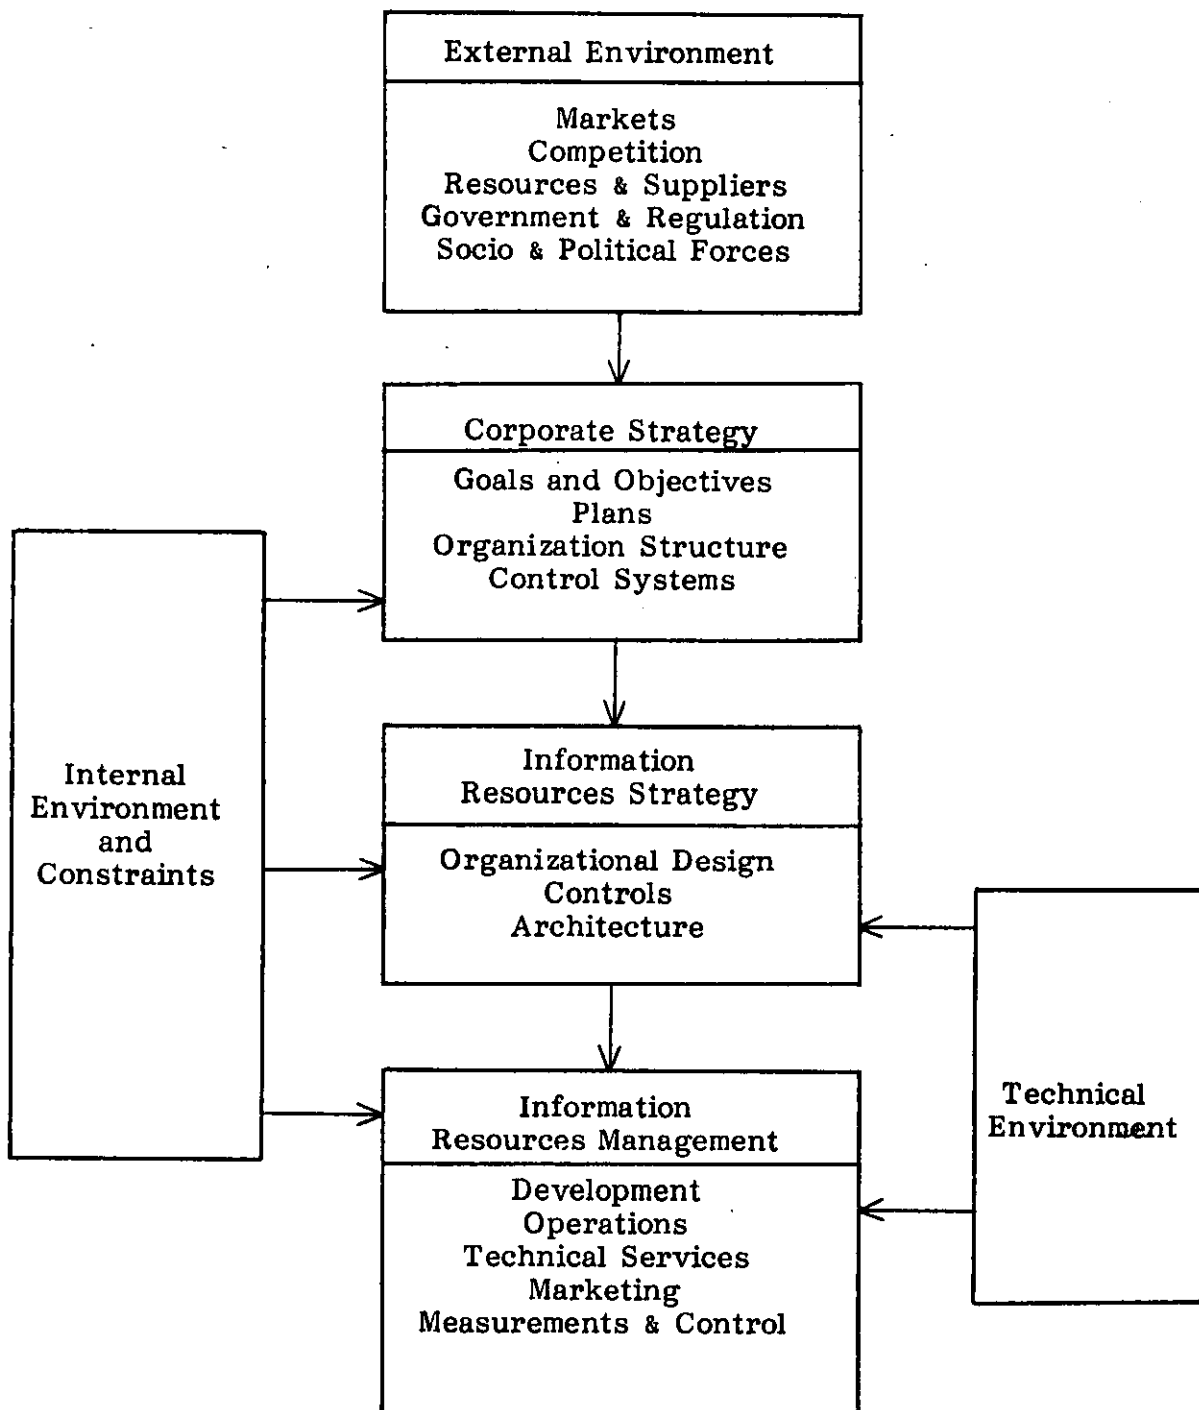 External Environment
Markets
Competition
Resources & Suppliers
Government & Regulation
Socio & Political Forces
Corporate Strategy
Goals and Objectives
Plans
Organization Structure
Control Systems
Internal
Environment
and
Constraints
Information
Resources Strategy
Organizational Design
Controls
Architecture
Information
Resources Management
Development
Operations
Technical Services
Marketing
Measurements & Control
Technical
Environment